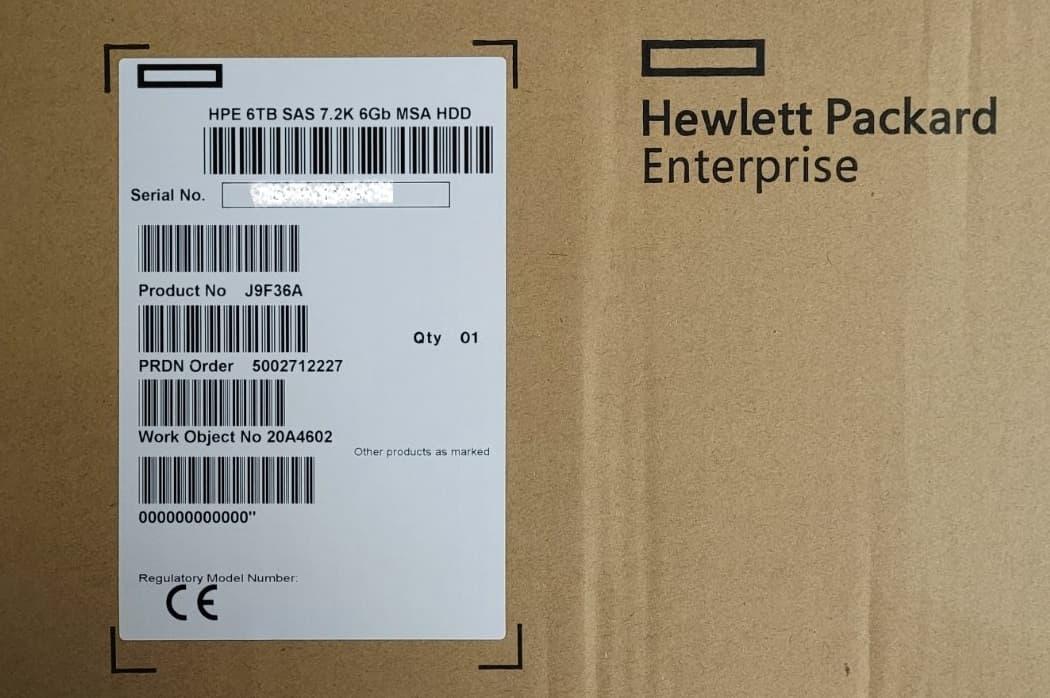 HPE 6TB SAS 7.2K 6Gb MSA HDD
Serial No.
Product No J9F36A
Qty 01
PRDN Order 5002712227
Work Object No 20A4602
Other products as marked
000000000000"
Regulatory Model Number:
CE
Hewlett Packard
Enterprise